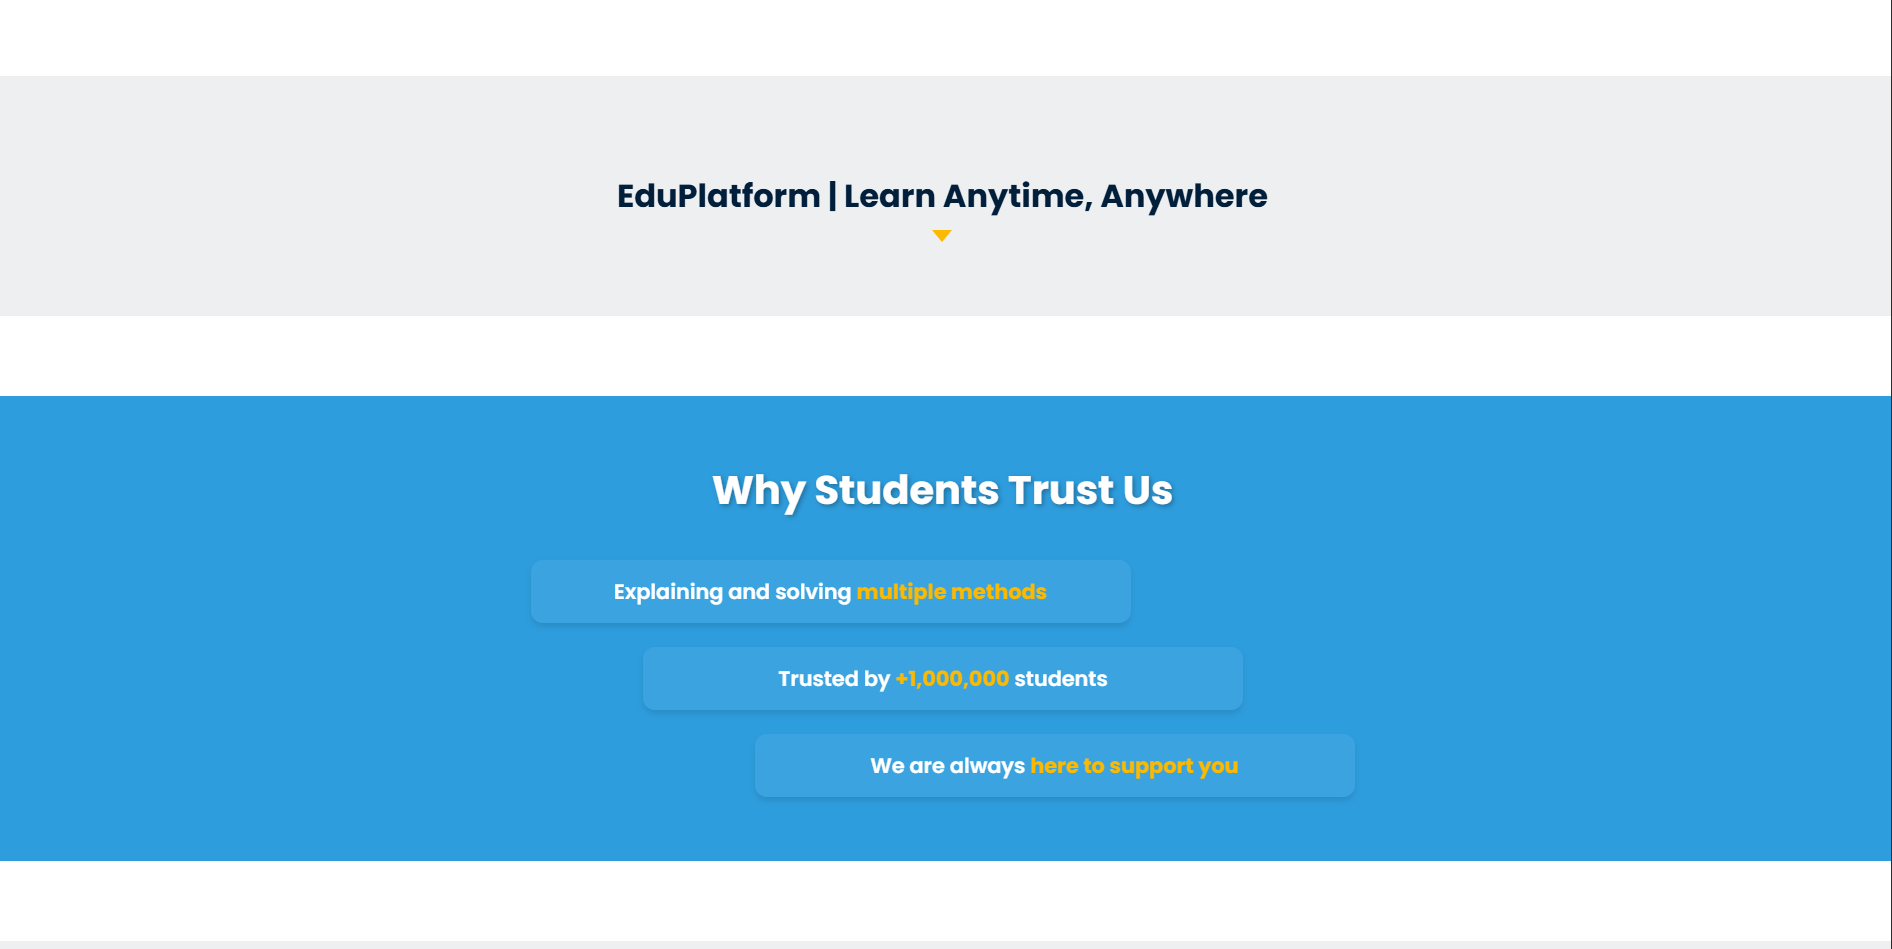 EduPlatform | Learn Anytime, Anywhere
Why Students Trust Us
Explaining and solving multiple methods
Trusted by +1,000,000 students
We are always here to support you